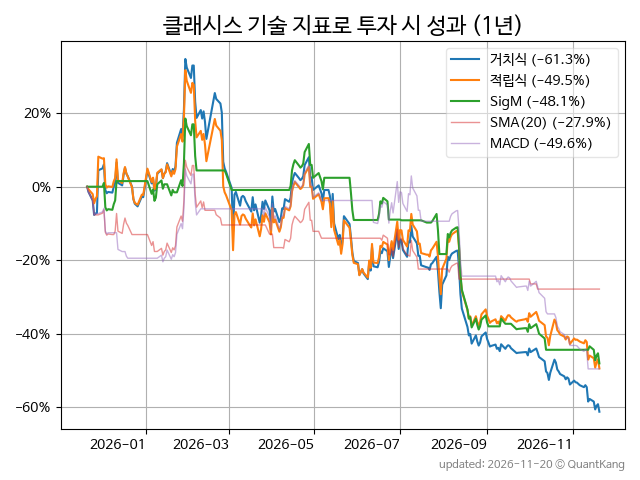 클래시스 기술 지표로 투자 시 성과 (1년)
거치식 (−61.3%)
적립식 (−49.5%)
SigM (−48.1%)
SMA(20) (−27.9%)
MACD (−49.6%)
20%
0%
−20%
−40%
−60%
2026-01 2026-03 2026-05 2026-07 2026-09 2026-11
updated: 2026-11-20 © QuantKang